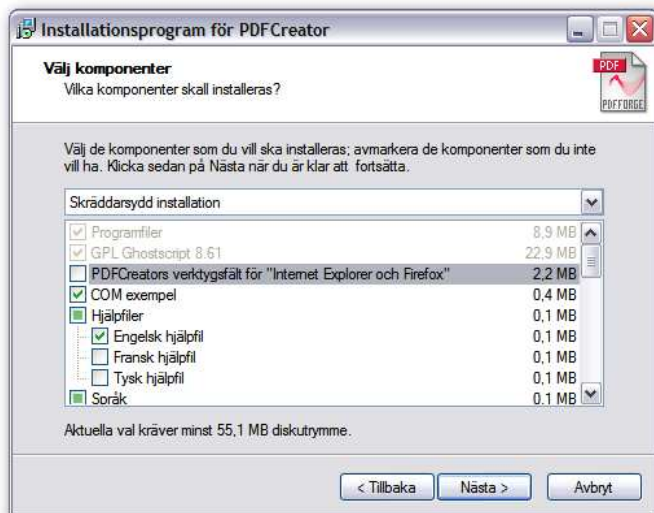 Installationsprogram för PDFCreator
Välj komponenter
Vilka komponenter skall installeras?
PDF
PDFFORGE
Välj de komponenter som du vill ska installeras; avmarkera de komponenter som du inte
vill ha. Klicka sedan på Nästa när du är klar att fortsätta.
Skräddarsydd installation
Programfiler 8,9 MB
GPL Ghostscript 8.61 22,9 MB
PDFCreators verktygsfält för "Internet Explorer och Firefox" 2,2 MB
COM exempel 0,4 MB
Hjälpfiler 0,1 MB
Engelsk hjälpfil 0,1 MB
Fransk hjälpfil 0,1 MB
Tysk hjälpfil 0,1 MB
Språk 0,1 MB
Aktuella val kräver minst 55,1 MB diskutrymme.
< Tillbaka Nästa > Avbryt